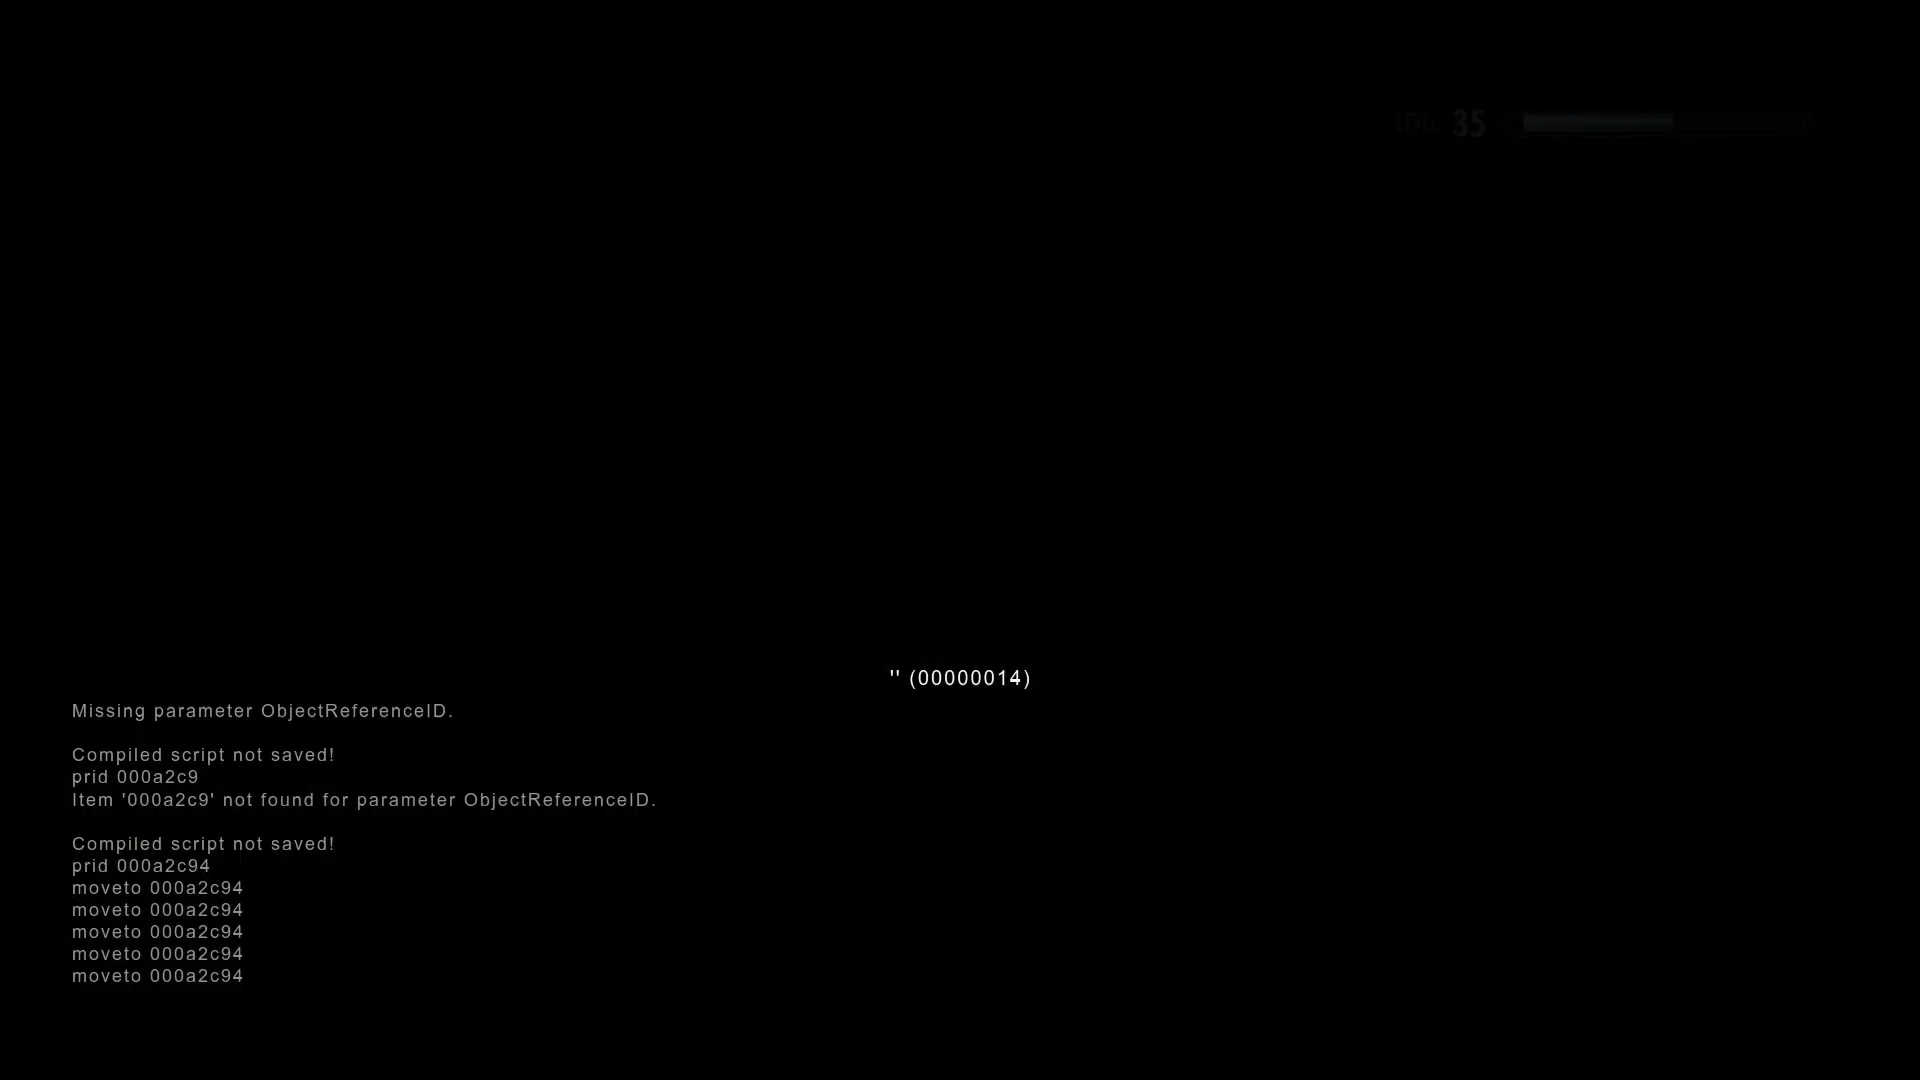 LEVEL 35
'' (00000014)
Missing parameter ObjectReferenceID.
Compiled script not saved!
prid 000a2c9
Item '000a2c9' not found for parameter ObjectReferenceID.
Compiled script not saved!
prid 000a2c94
moveto 000a2c94
moveto 000a2c94
moveto 000a2c94
moveto 000a2c94
moveto 000a2c94